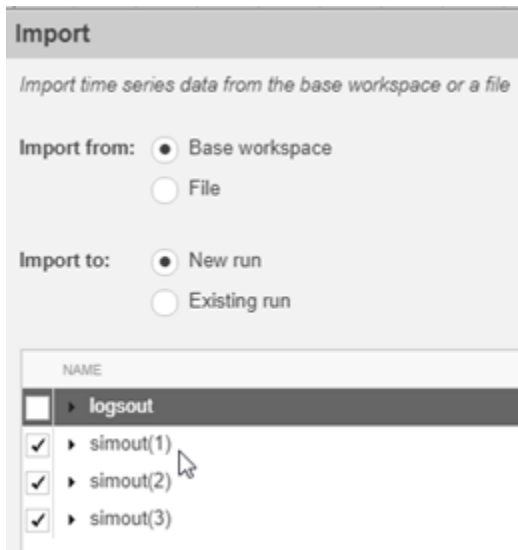 Import
Import time series data from the base workspace or a file
Import from: Base workspace
File
Import to: New run
Existing run
NAME
logsout
simout(1)
simout(2)
simout(3)